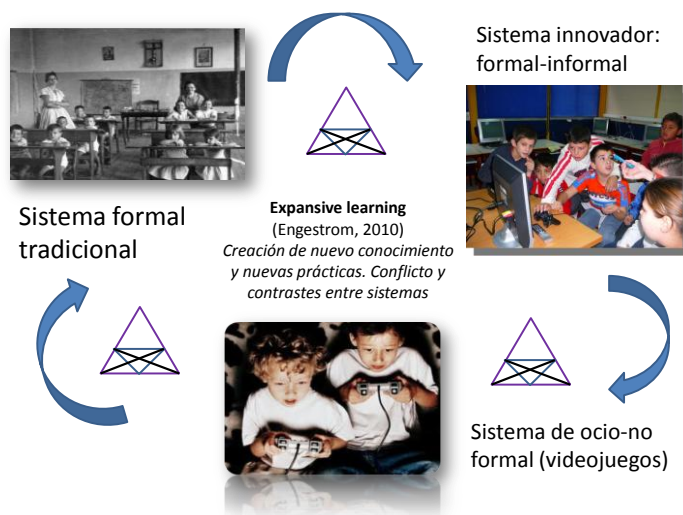 Sistema innovador:
formal-informal
Sistema formal
tradicional
Expansive learning
(Engestrom, 2010)
Creación de nuevo conocimiento
y nuevas prácticas. Conflicto y
contrastes entre sistemas
Sistema de ocio-no
formal (videojuegos)